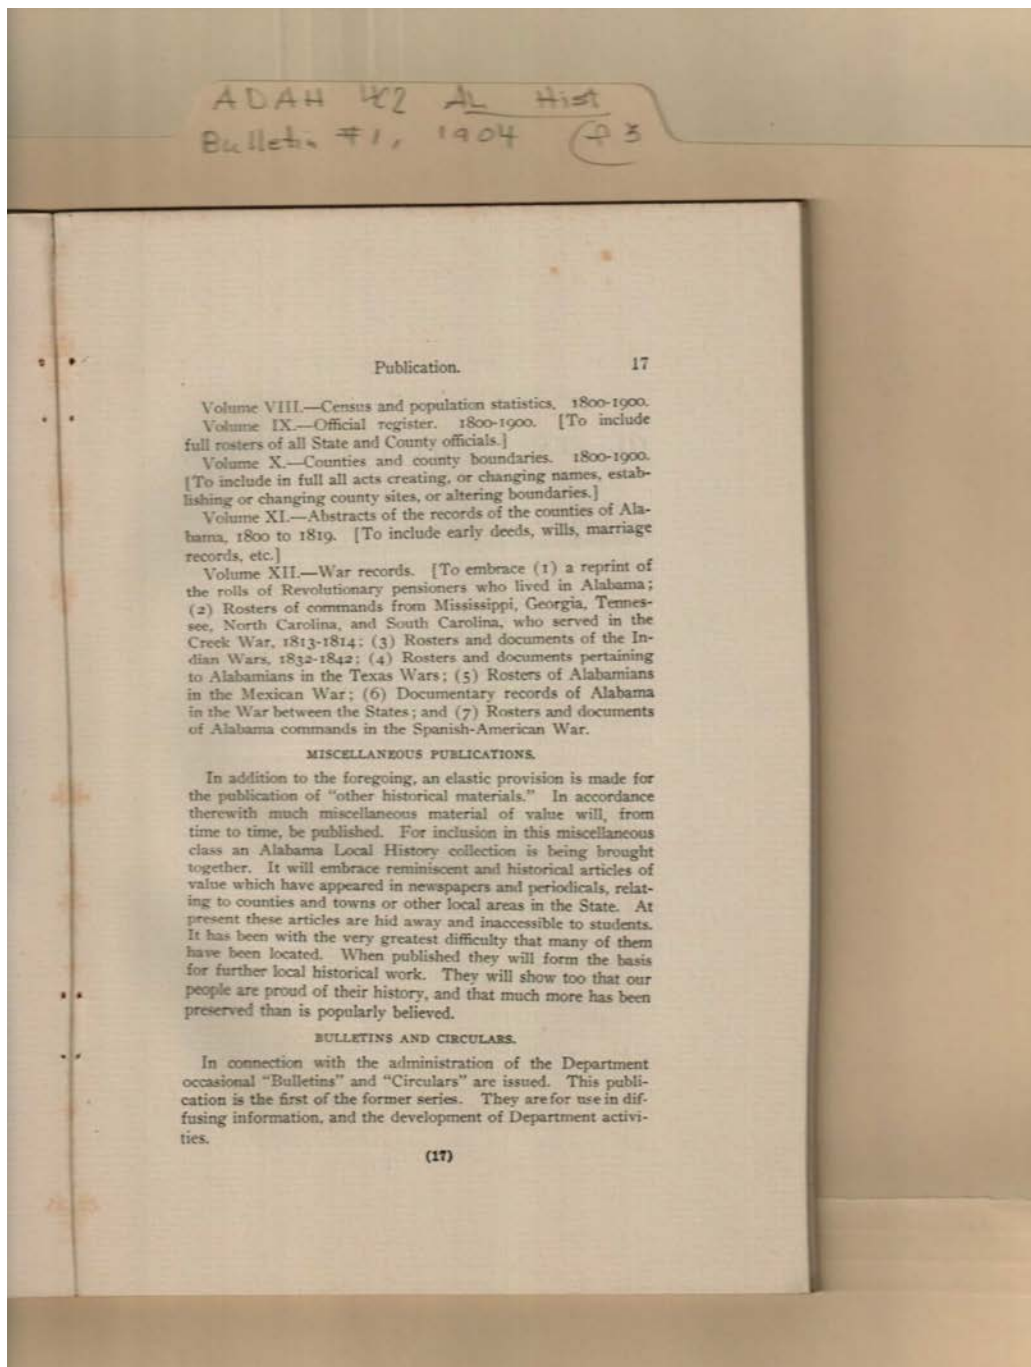 ADAH 4C2 AL Hist
Bulletin #1, 1904 p3
Publication. 17
Volume VIII.—Census and population statistics, 1800-1900.
Volume IX.—Official register. 1800-1900. [To include
full rosters of all State and County officials.]
Volume X.—Counties and county boundaries. 1800-1900.
[To include in full all acts creating, or changing names, estab-
lishing or changing county sites, or altering boundaries.]
Volume XI.—Abstracts of the records of the counties of Ala-
bama, 1800 to 1819. [To include early deeds, wills, marriage
records, etc.]
Volume XII.—War records. [To embrace (1) a reprint of
the rolls of Revolutionary pensioners who lived in Alabama;
(2) Rosters of commands from Mississippi, Georgia, Tennes-
see, North Carolina, and South Carolina, who served in the
Creek War, 1813-1814; (3) Rosters and documents of the In-
dian Wars, 1832-1842; (4) Rosters and documents pertaining
to Alabamians in the Texas Wars; (5) Rosters of Alabamians
in the Mexican War; (6) Documentary records of Alabama
in the War between the States; and (7) Rosters and documents
of Alabama commands in the Spanish-American War.
MISCELLANEOUS PUBLICATIONS.
In addition to the foregoing, an elastic provision is made for
the publication of "other historical materials." In accordance
therewith much miscellaneous material of value will, from
time to time, be published. For inclusion in this miscellaneous
class an Alabama Local History collection is being brought
together. It will embrace reminiscent and historical articles of
value which have appeared in newspapers and periodicals, relat-
ing to counties and towns or other local areas in the State. At
present these articles are hid away and inaccessible to students.
It has been with the very greatest difficulty that many of them
have been located. When published they will form the basis
for further local historical work. They will show too that our
people are proud of their history, and that much more has been
preserved than is popularly believed.
BULLETINS AND CIRCULARS.
In connection with the administration of the Department
occasional "Bulletins" and "Circulars" are issued. This publi-
cation is the first of the former series. They are for use in dif-
fusing information, and the development of Department activi-
ties.
(17)